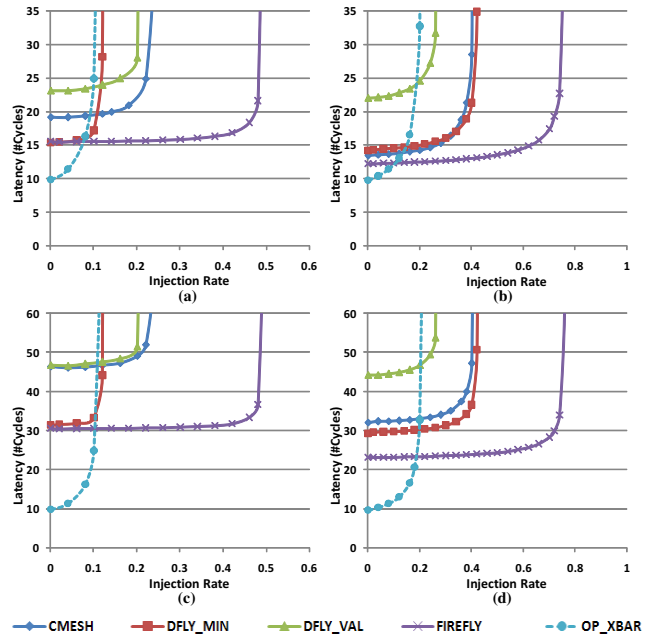 35 35
30 30
25 25
20 20
15 15
10 10
5 5
0 0
Latency (#Cycles) Latency (#Cycles)
0 0.1 0.2 0.3 0.4 0.5 0.6 0 0.2 0.4 0.6 0.8 1
Injection Rate Injection Rate
(a) (b)
60 60
50 50
40 40
30 30
20 20
10 10
0 0
Latency (#Cycles) Latency (#Cycles)
0 0.1 0.2 0.3 0.4 0.5 0.6 0 0.2 0.4 0.6 0.8 1
Injection Rate Injection Rate
(c) (d)
CMESH DFLY_MIN DFLY_VAL FIREFLY OP_XBAR